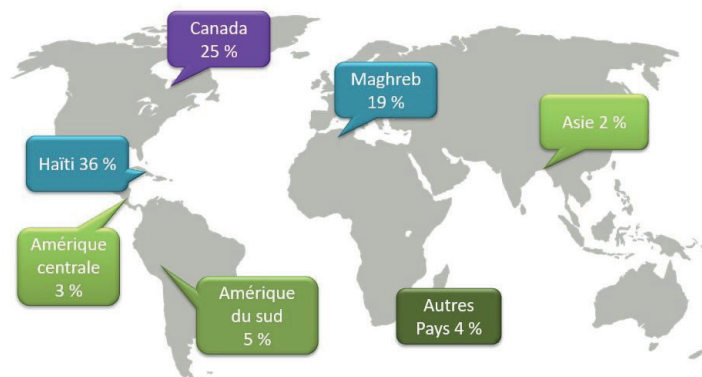 Canada
25 %
Maghreb
19 %
Asie 2 %
Haïti 36 %
Amérique
centrale
3 %
Amérique
du sud
5 %
Autres
Pays 4 %